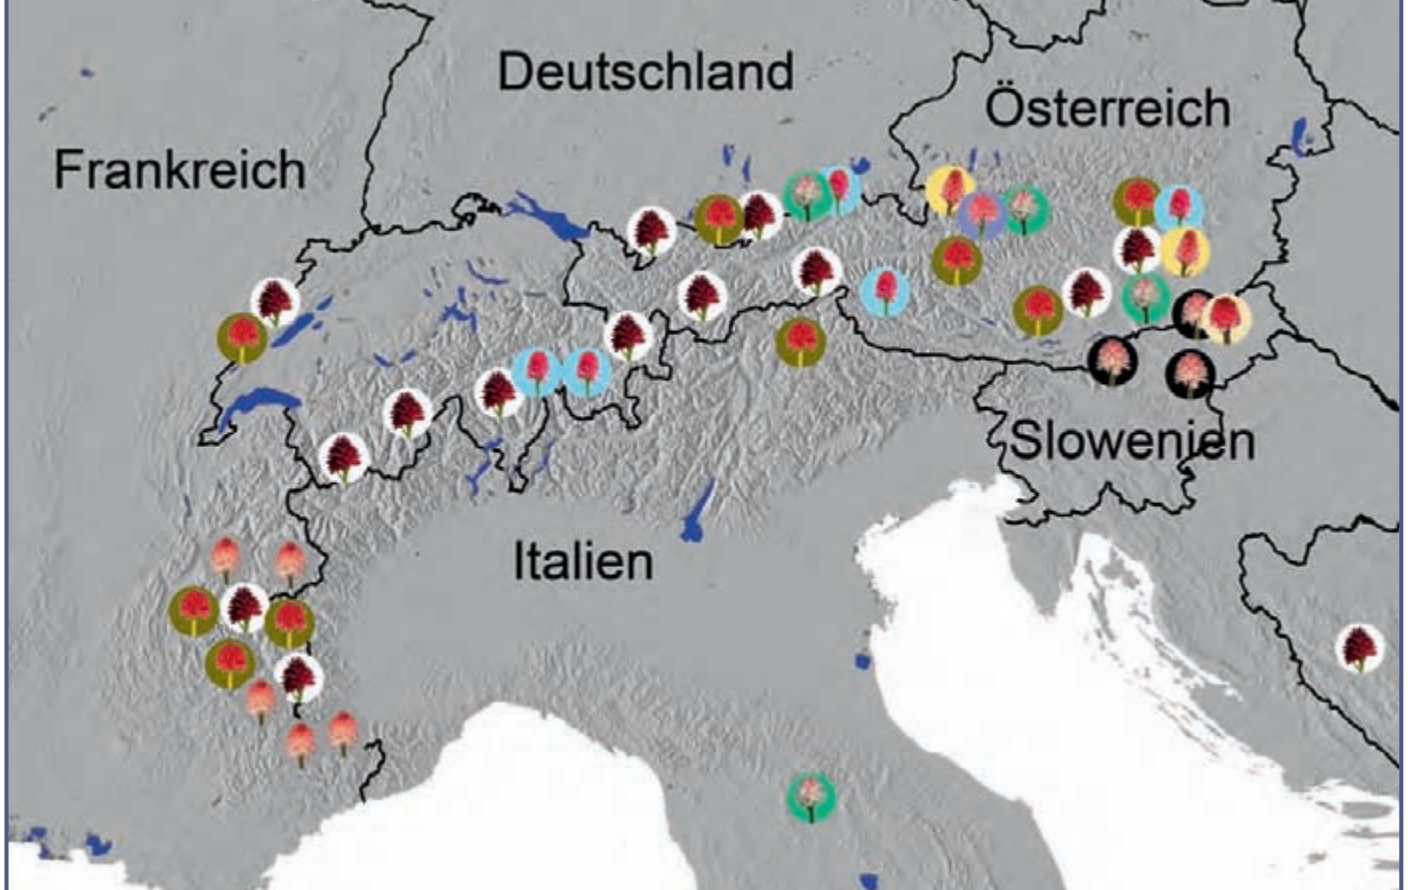 Deutschland
Österreich
Frankreich
Slowenien
Italien